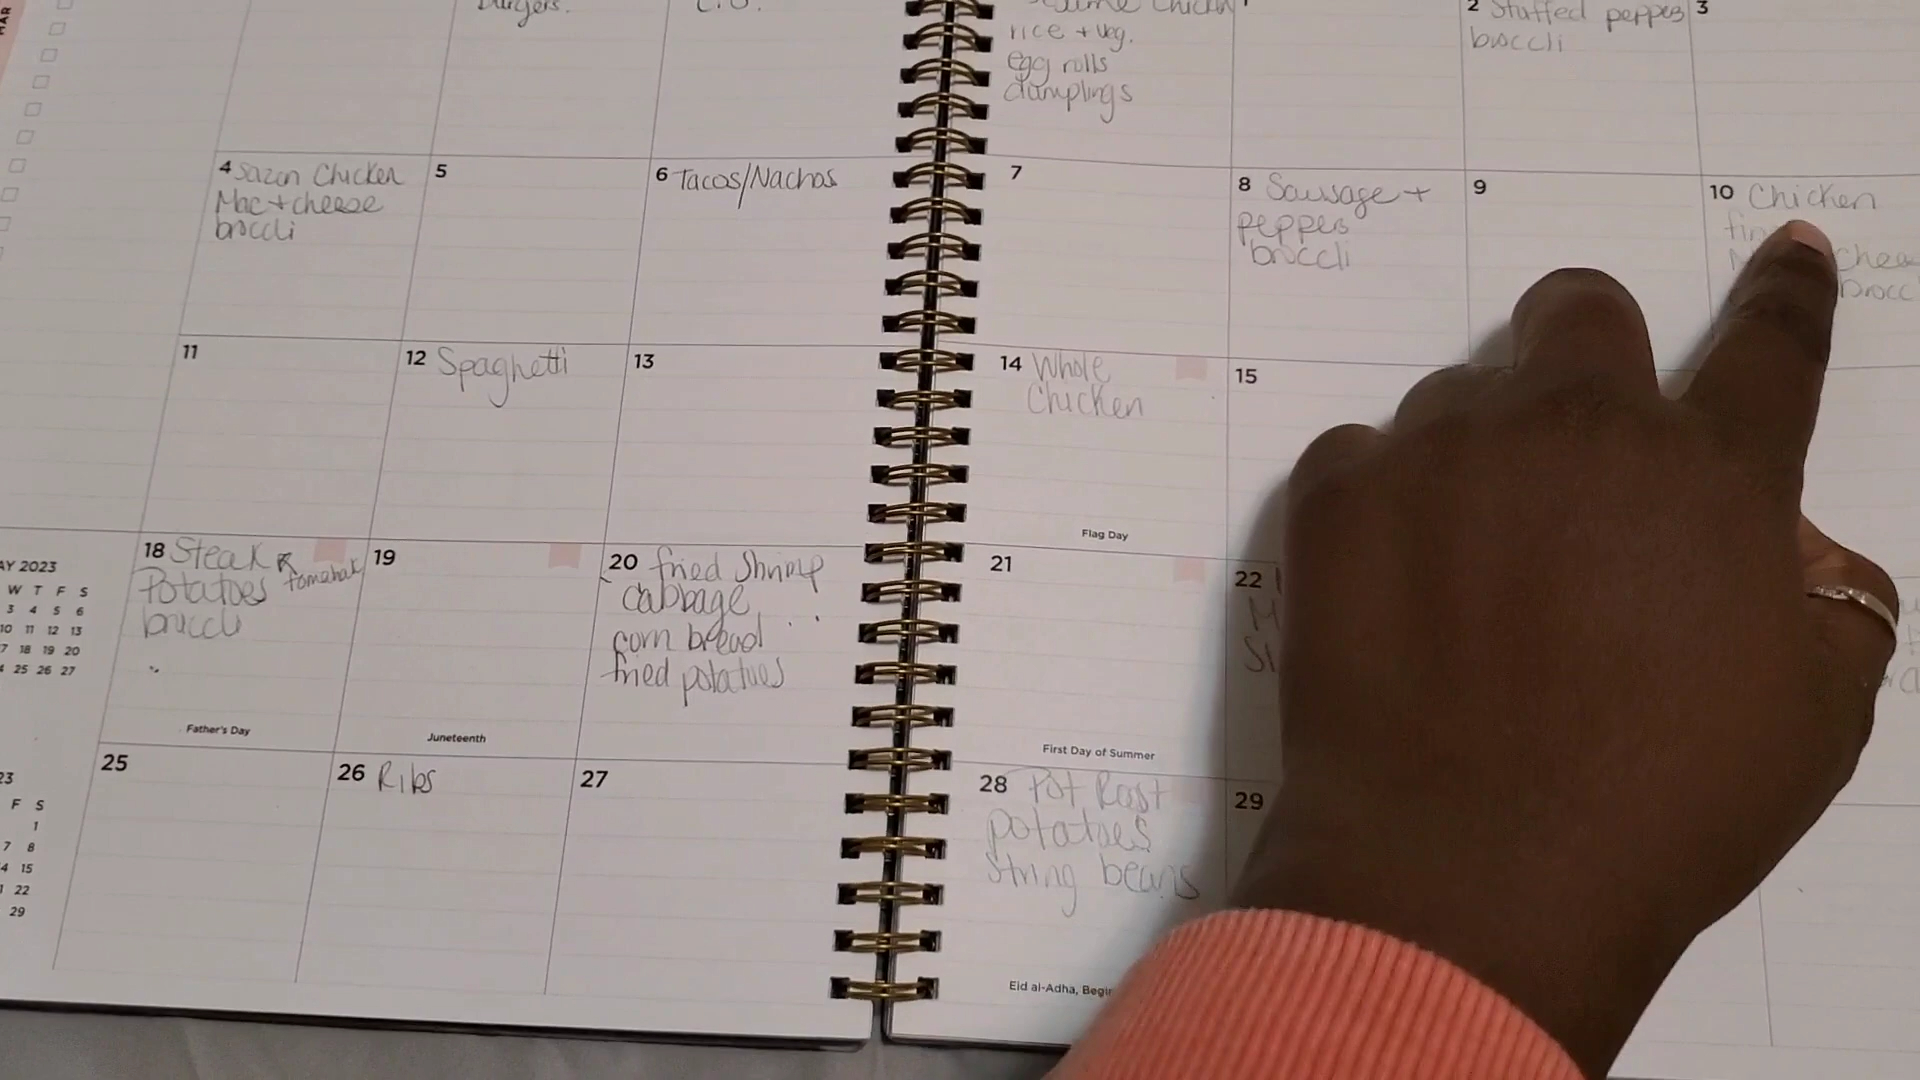 MAR
burgers.
rice + veg.
egg rolls
dumplings
1
2 Stuffed peppers
broccli
3
4 Sazon Chicken
Mac + cheese
broccli
5
6 Tacos/Nachos
7
8 Sausage +
peppers
broccli
9
10 Chicken
11
12 Spaghetti
13
14 Whole
Chicken
Flag Day
15
18 Steak
Potatoes tomahak
broccli
Father's Day
19
Juneteenth
20 fried Shrimp
cabbage
corn bread
fried potatoes
21
First Day of Summer
22
25
26 Ribs
27
28 Pot Rost
potatoes
String beans
Eid al-Adha,
29
2023
W T F S
3 4 5 6
10 11 12 13
18 19 20
25 26 27
F S
1
7 8
15
22
29